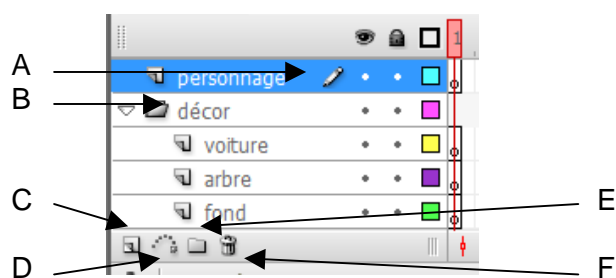 1
A personnage
B décor
voiture
arbre
C fond E
D F